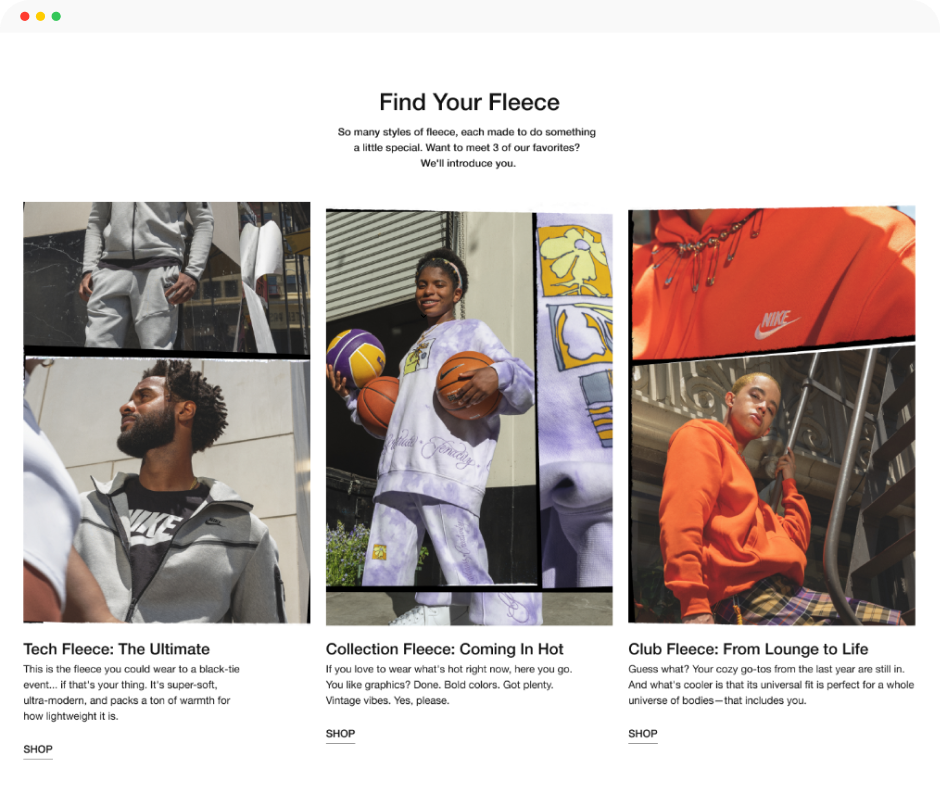 Find Your Fleece
So many styles of fleece, each made to do something
a little special. Want to meet 3 of our favorites?
We'll introduce you.
NIKE
NIKE
Tech Fleece: The Ultimate
This is the fleece you could wear to a black-tie
event... if that's your thing. It's super-soft,
ultra-modern, and packs a ton of warmth for
how lightweight it is.
SHOP
Collection Fleece: Coming In Hot
If you love to wear what's hot right now, here you go.
You like graphics? Done. Bold colors. Got plenty.
Vintage vibes. Yes, please.
SHOP
Club Fleece: From Lounge to Life
Guess what? Your cozy go-tos from the last year are still in.
And what's cooler is that its universal fit is perfect for a whole
universe of bodies—that includes you.
SHOP